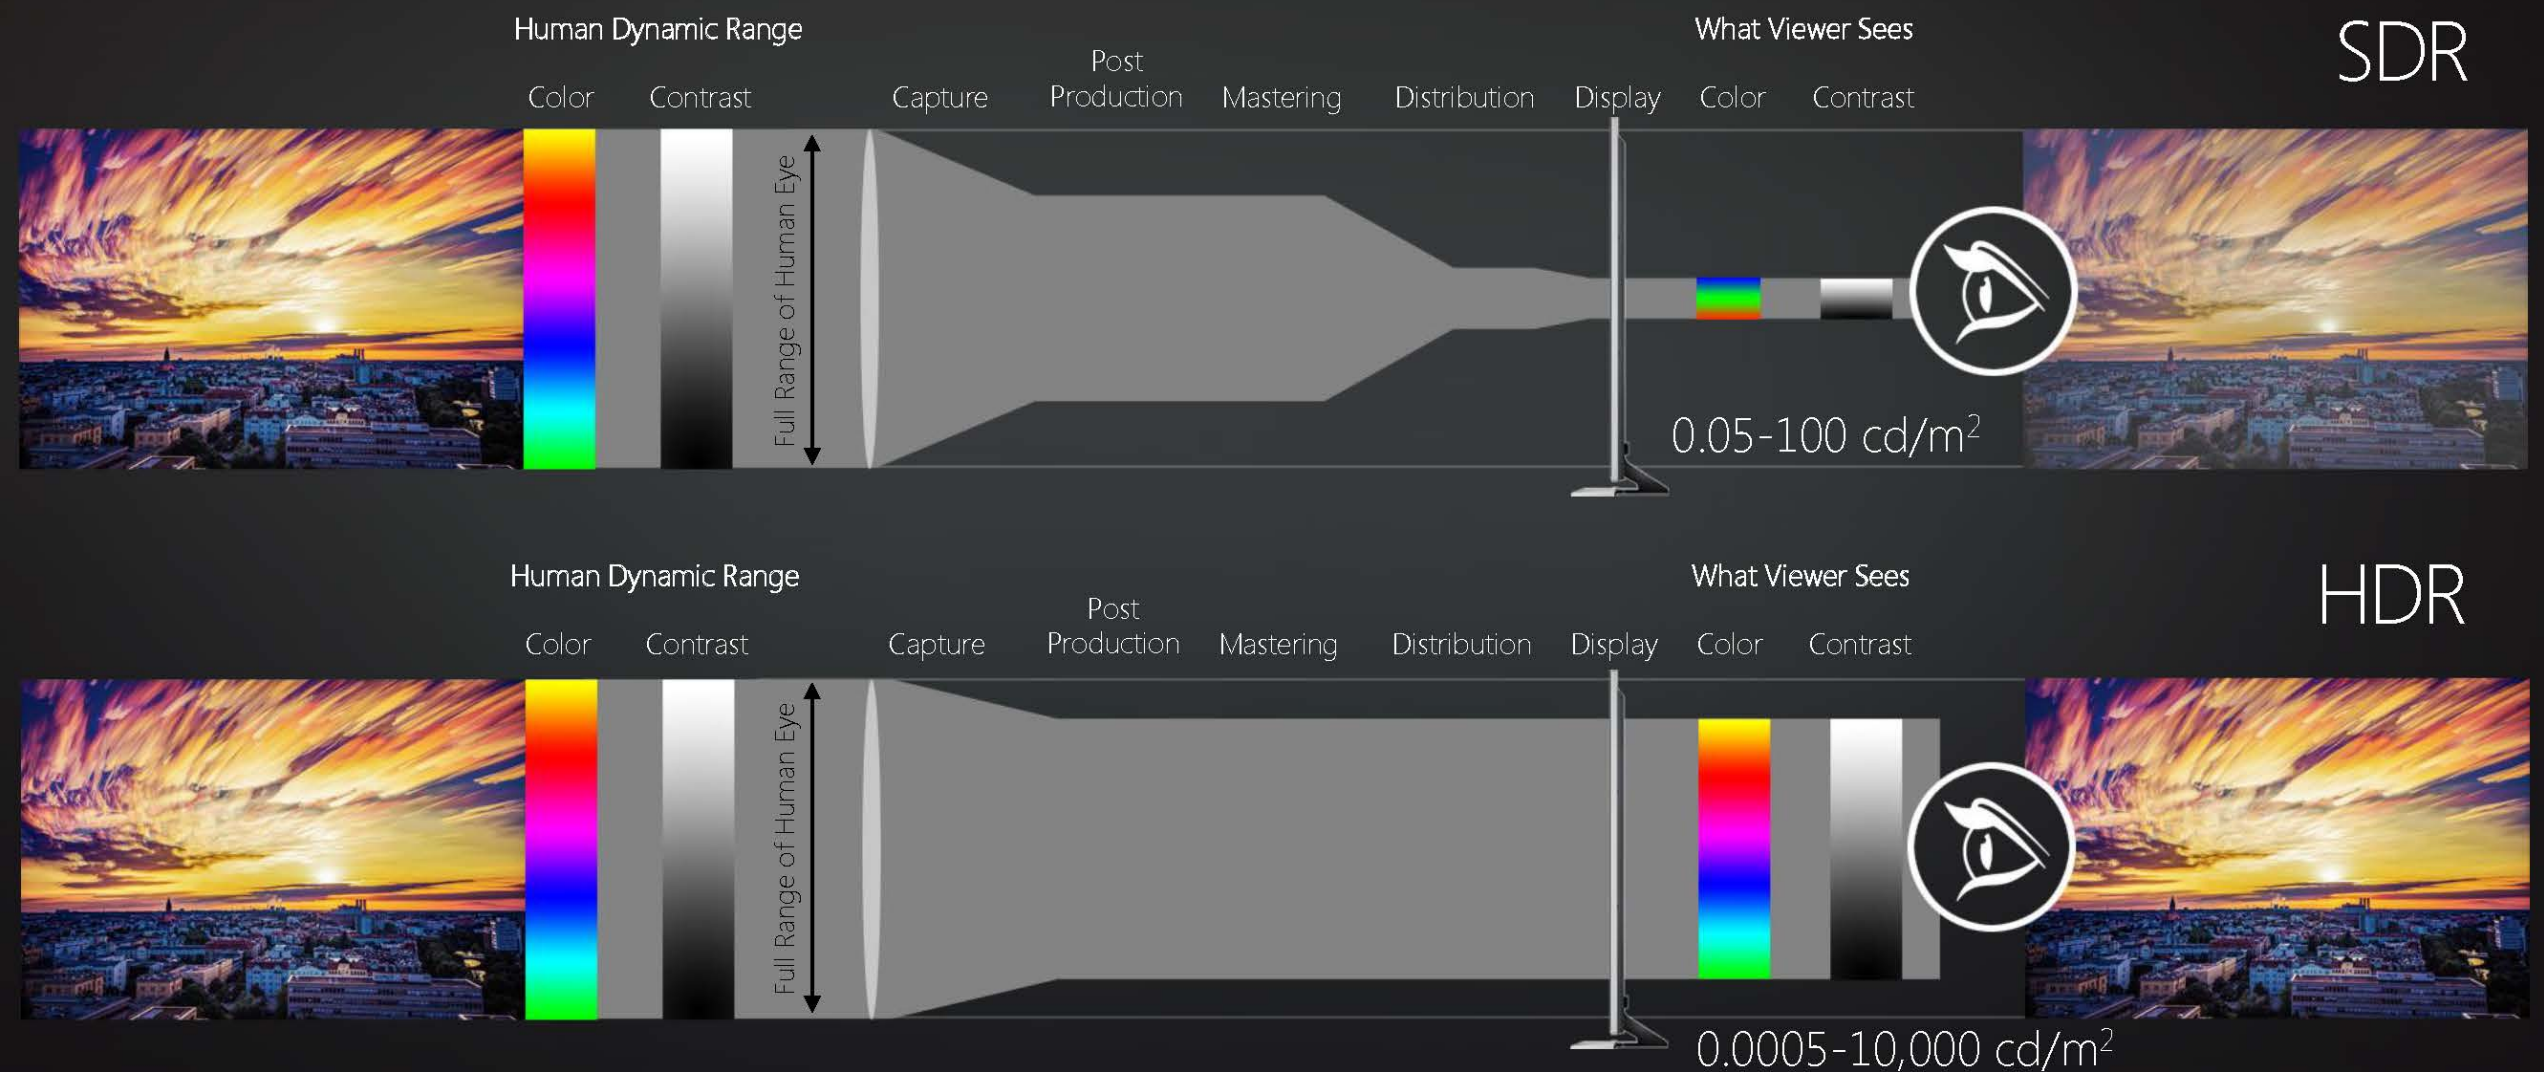 SDR
Human Dynamic Range
What Viewer Sees
Post
Color Contrast Capture Production Mastering Distribution Display Color Contrast
Full Range of Human Eye
0.05-100 cd/m²
HDR
Human Dynamic Range
What Viewer Sees
Post
Color Contrast Capture Production Mastering Distribution Display Color Contrast
Full Range of Human Eye
0.0005-10,000 cd/m²